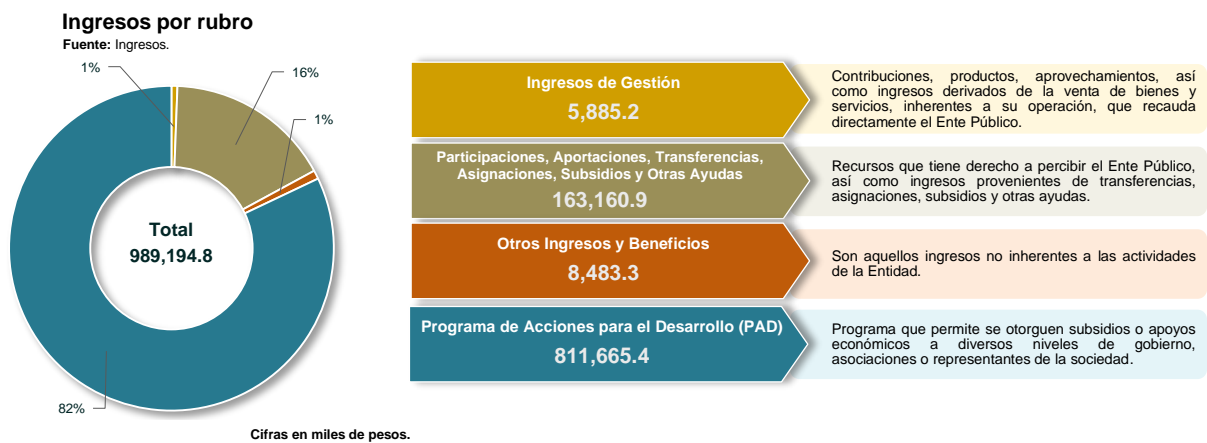 Ingresos por rubro
Fuente: Ingresos.
1%
16%
1%
82%
Total
989,194.8
Ingresos de Gestión
5,885.2
Contribuciones, productos, aprovechamientos, así
como ingresos derivados de la venta de bienes y
servicios, inherentes a su operación, que recauda
directamente el Ente Público.
Participaciones, Aportaciones, Transferencias,
Asignaciones, Subsidios y Otras Ayudas
163,160.9
Recursos que tiene derecho a percibir el Ente Público,
así como ingresos provenientes de transferencias,
asignaciones, subsidios y otras ayudas.
Otros Ingresos y Beneficios
8,483.3
Son aquellos ingresos no inherentes a las actividades
de la Entidad.
Programa de Acciones para el Desarrollo (PAD)
811,665.4
Programa que permite se otorguen subsidios o apoyos
económicos a diversos niveles de gobierno,
asociaciones o representantes de la sociedad.
Cifras en miles de pesos.